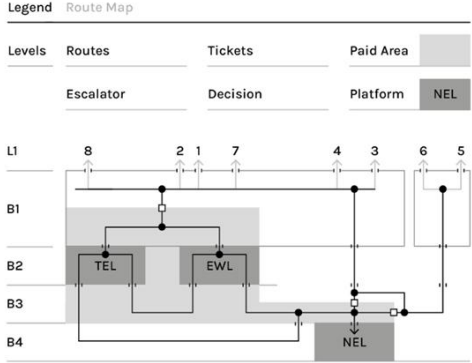 Legend Route Map
Levels Routes Tickets Paid Area
Escalator Decision Platform NEL
L1 8 2 1 7 4 3 6 5
B1
B2 TEL EWL
B3
B4 NEL